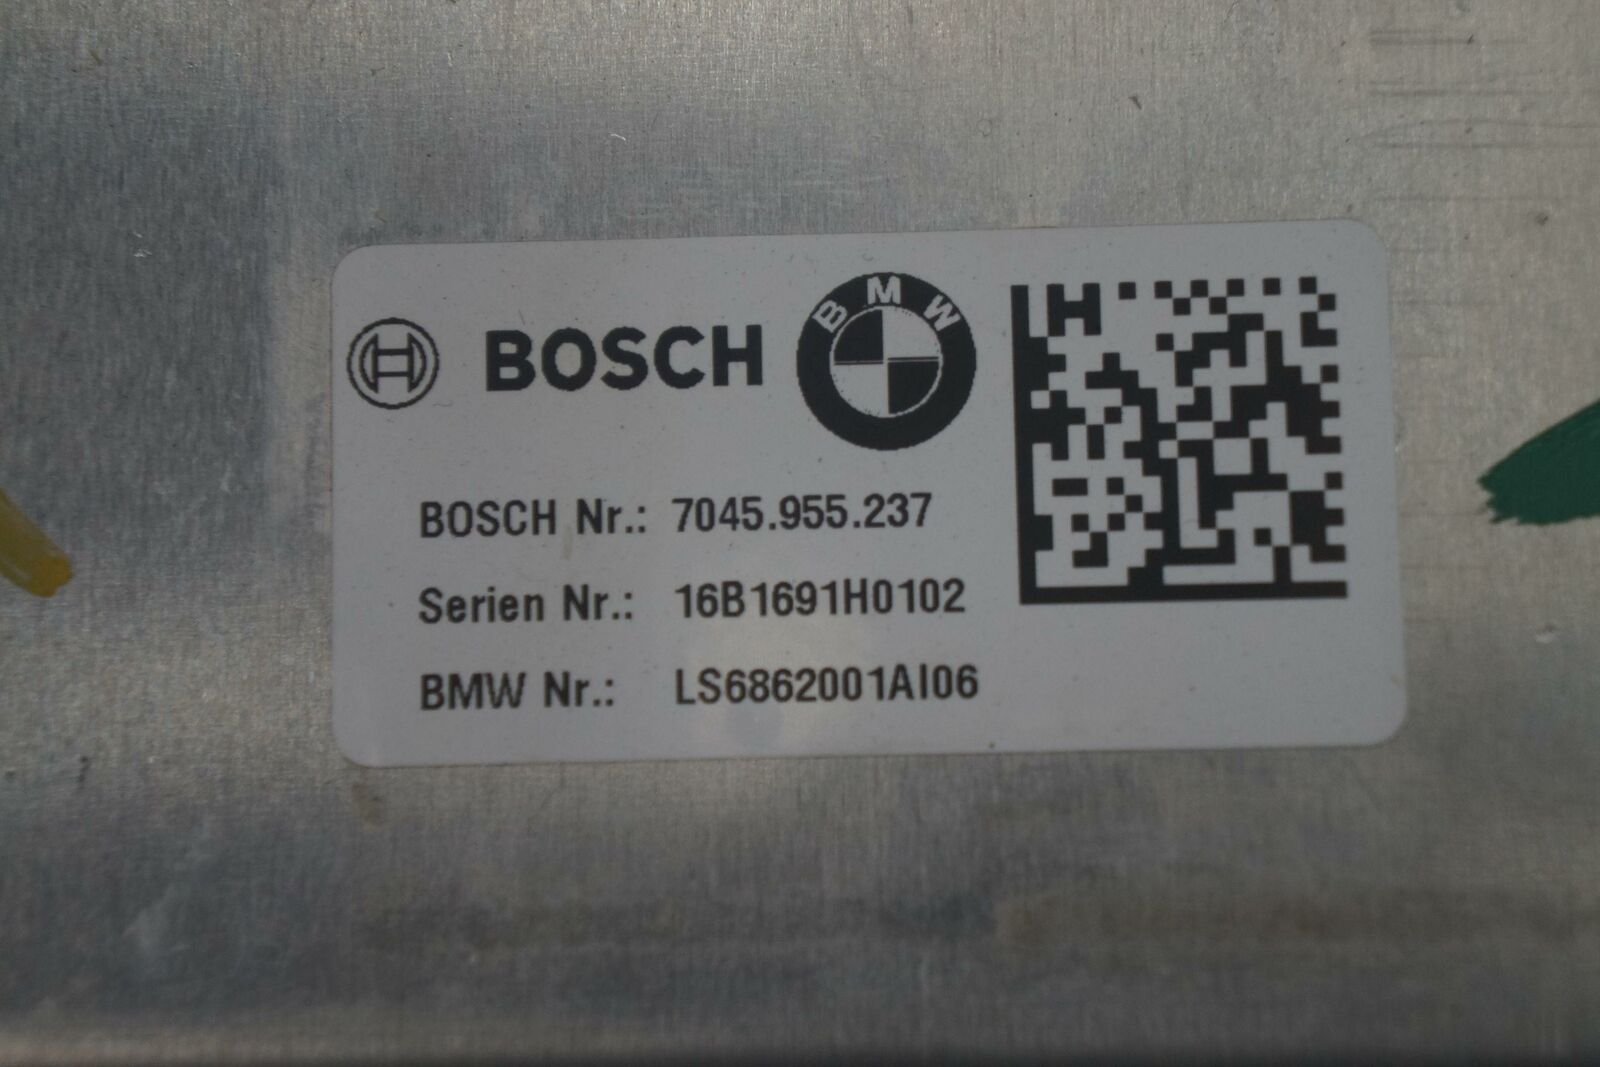 BOSCH BMW
BOSCH Nr.: 7045.955.237
Serien Nr.: 16B1691H0102
BMW Nr.: LS6862001AI06